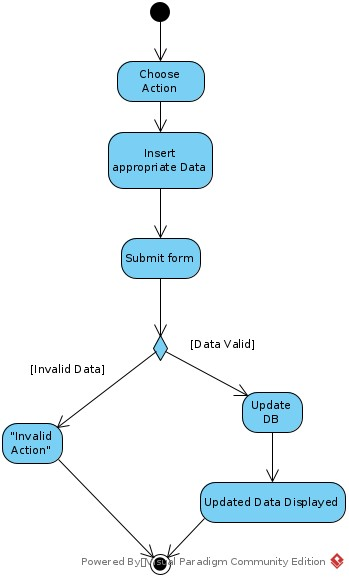 Choose
Action
Insert
appropriate Data
Submit form
[Data Valid]
[Invalid Data]
Update
DB
"Invalid
Action"
Updated Data Displayed
Powered By Visual Paradigm Community Edition